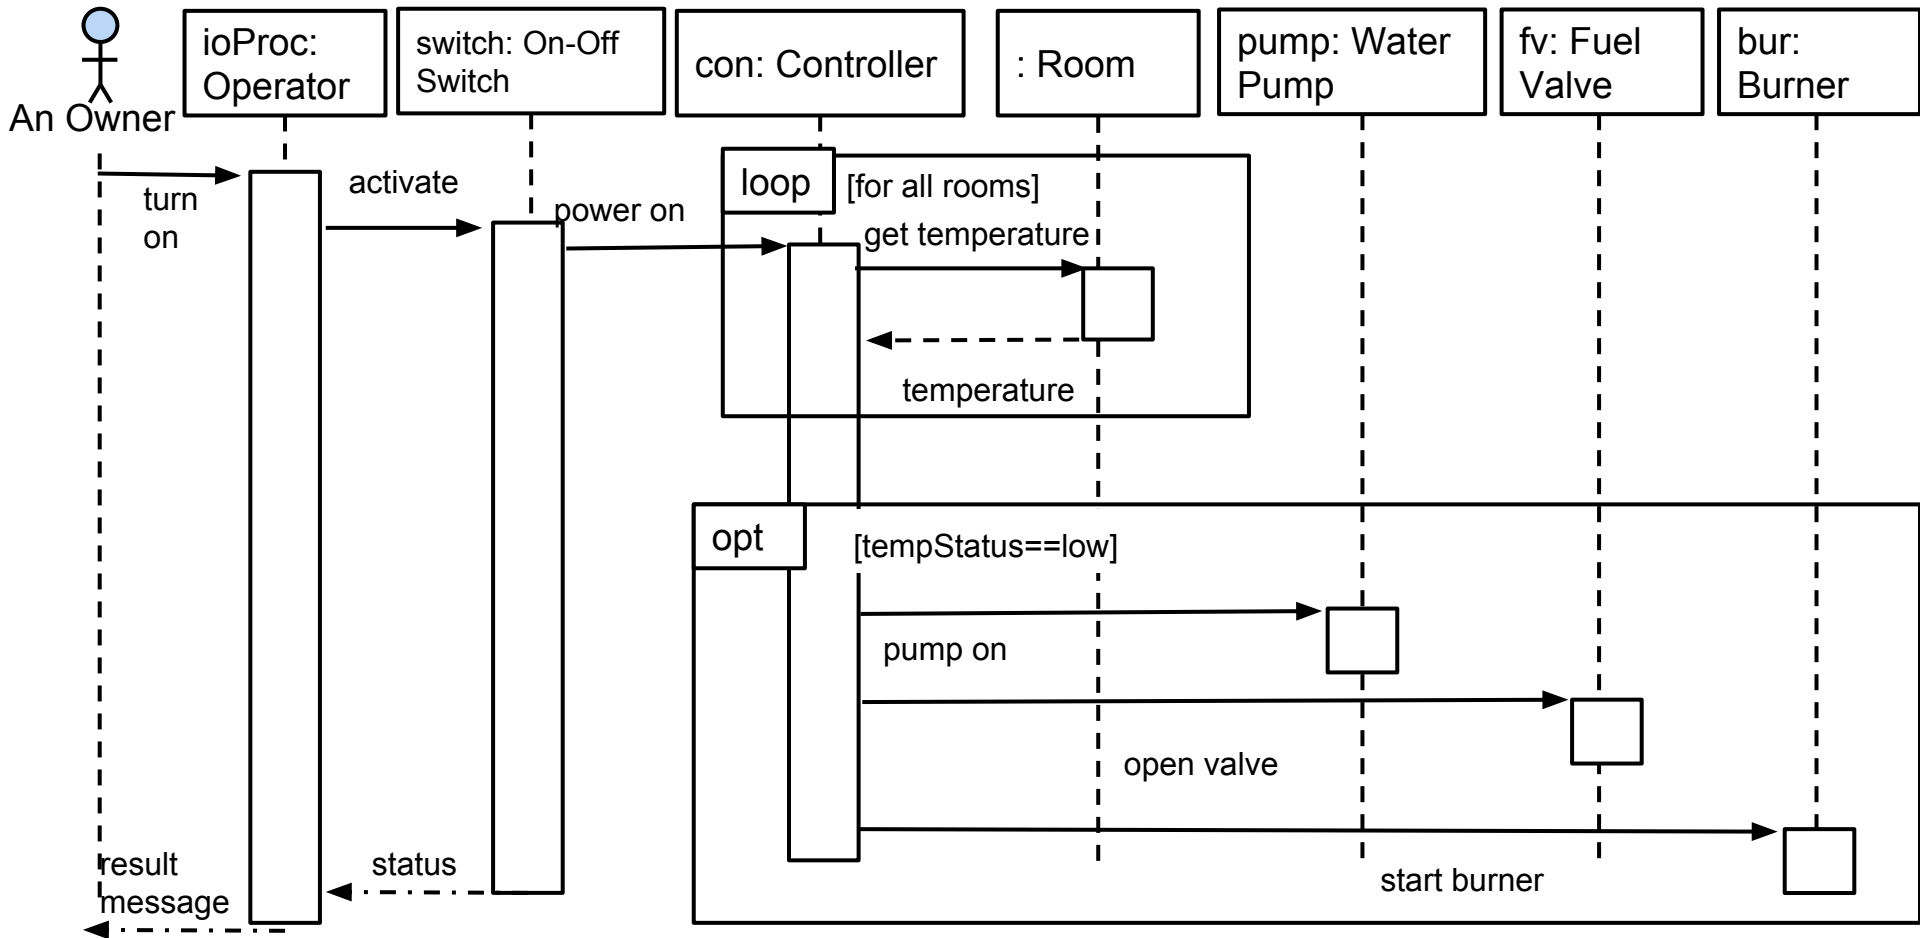 An Owner
ioProc:
Operator
switch: On-Off
Switch
con: Controller
: Room
pump: Water
Pump
fv: Fuel
Valve
bur:
Burner
turn
on
activate
power on
loop
[for all rooms]
get temperature
temperature
opt
[tempStatus==low]
pump on
open valve
start burner
status
result
message